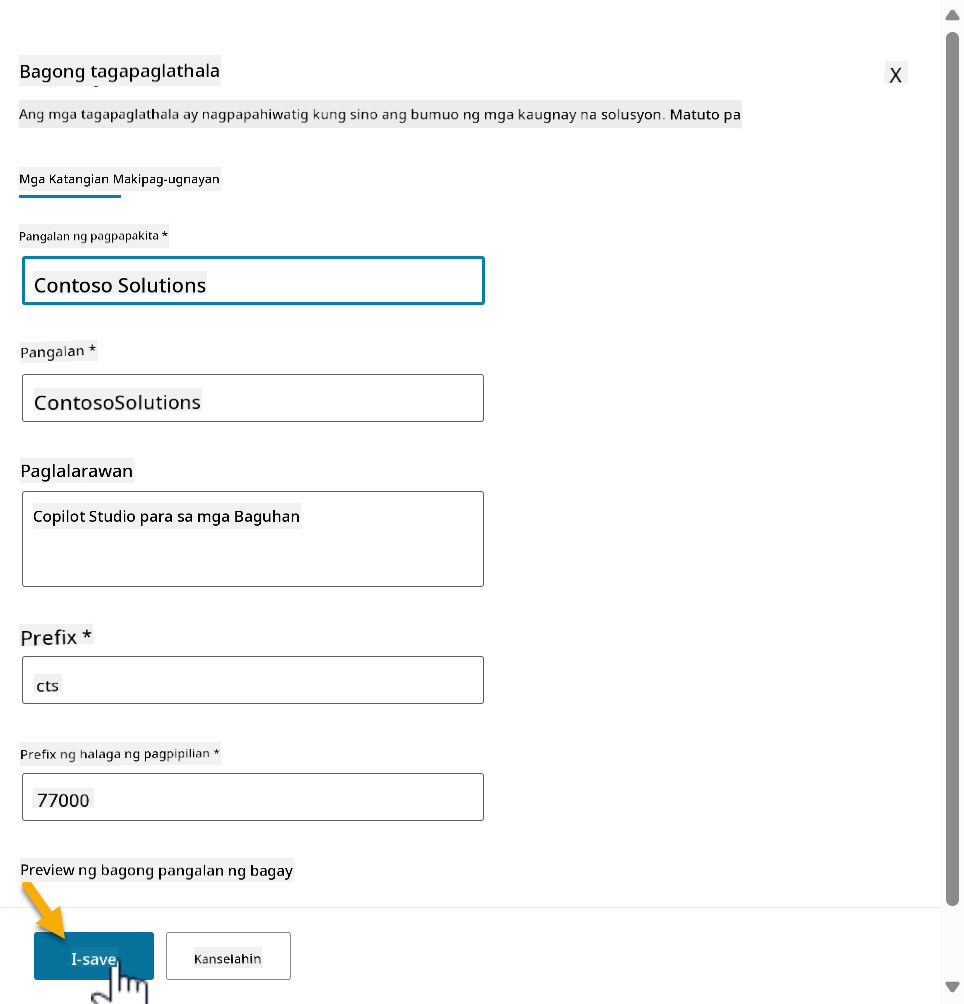 Bagong tagapaglathala
X
Ang mga tagapaglathala ay nagpapahiwatig kung sino ang bumuo ng mga kaugnay na solusyon. Matuto pa
Mga Katangian Makipag-ugnayan
Pangalan ng pagpapakita *
Contoso Solutions
Pangalan *
ContosoSolutions
Paglalarawan
Copilot Studio para sa mga Baguhan
Prefix *
cts
Prefix ng halaga ng pagpipilian *
77000
Preview ng bagong pangalan ng bagay
I-save Kanselahin